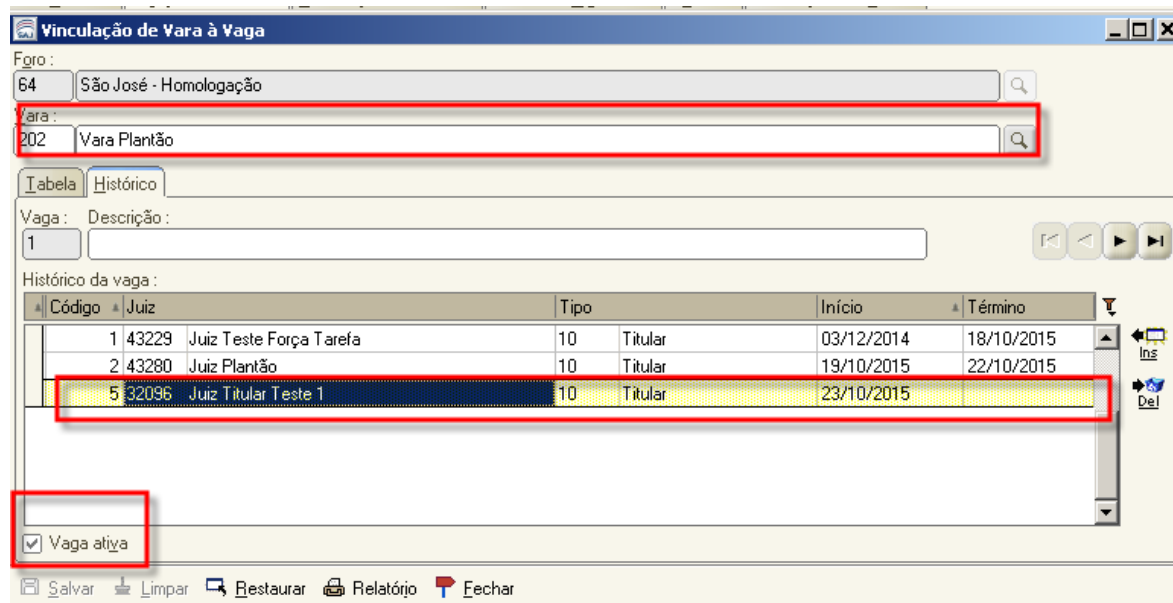 Vinculação de Vara à Vaga
Foro :
64 São José - Homologação
Vara :
202 Vara Plantão
Tabela Histórico
Vaga : Descrição :
1
Histórico da vaga :
Código Juiz Tipo Início Término
1 43229 Juiz Teste Força Tarefa 10 Titular 03/12/2014 18/10/2015
2 43280 Juiz Plantão 10 Titular 19/10/2015 22/10/2015
5 32096 Juiz Titular Teste 1 10 Titular 23/10/2015
Ins
Del
Vaga ativa
Salvar Limpar Restaurar Relatório Fechar